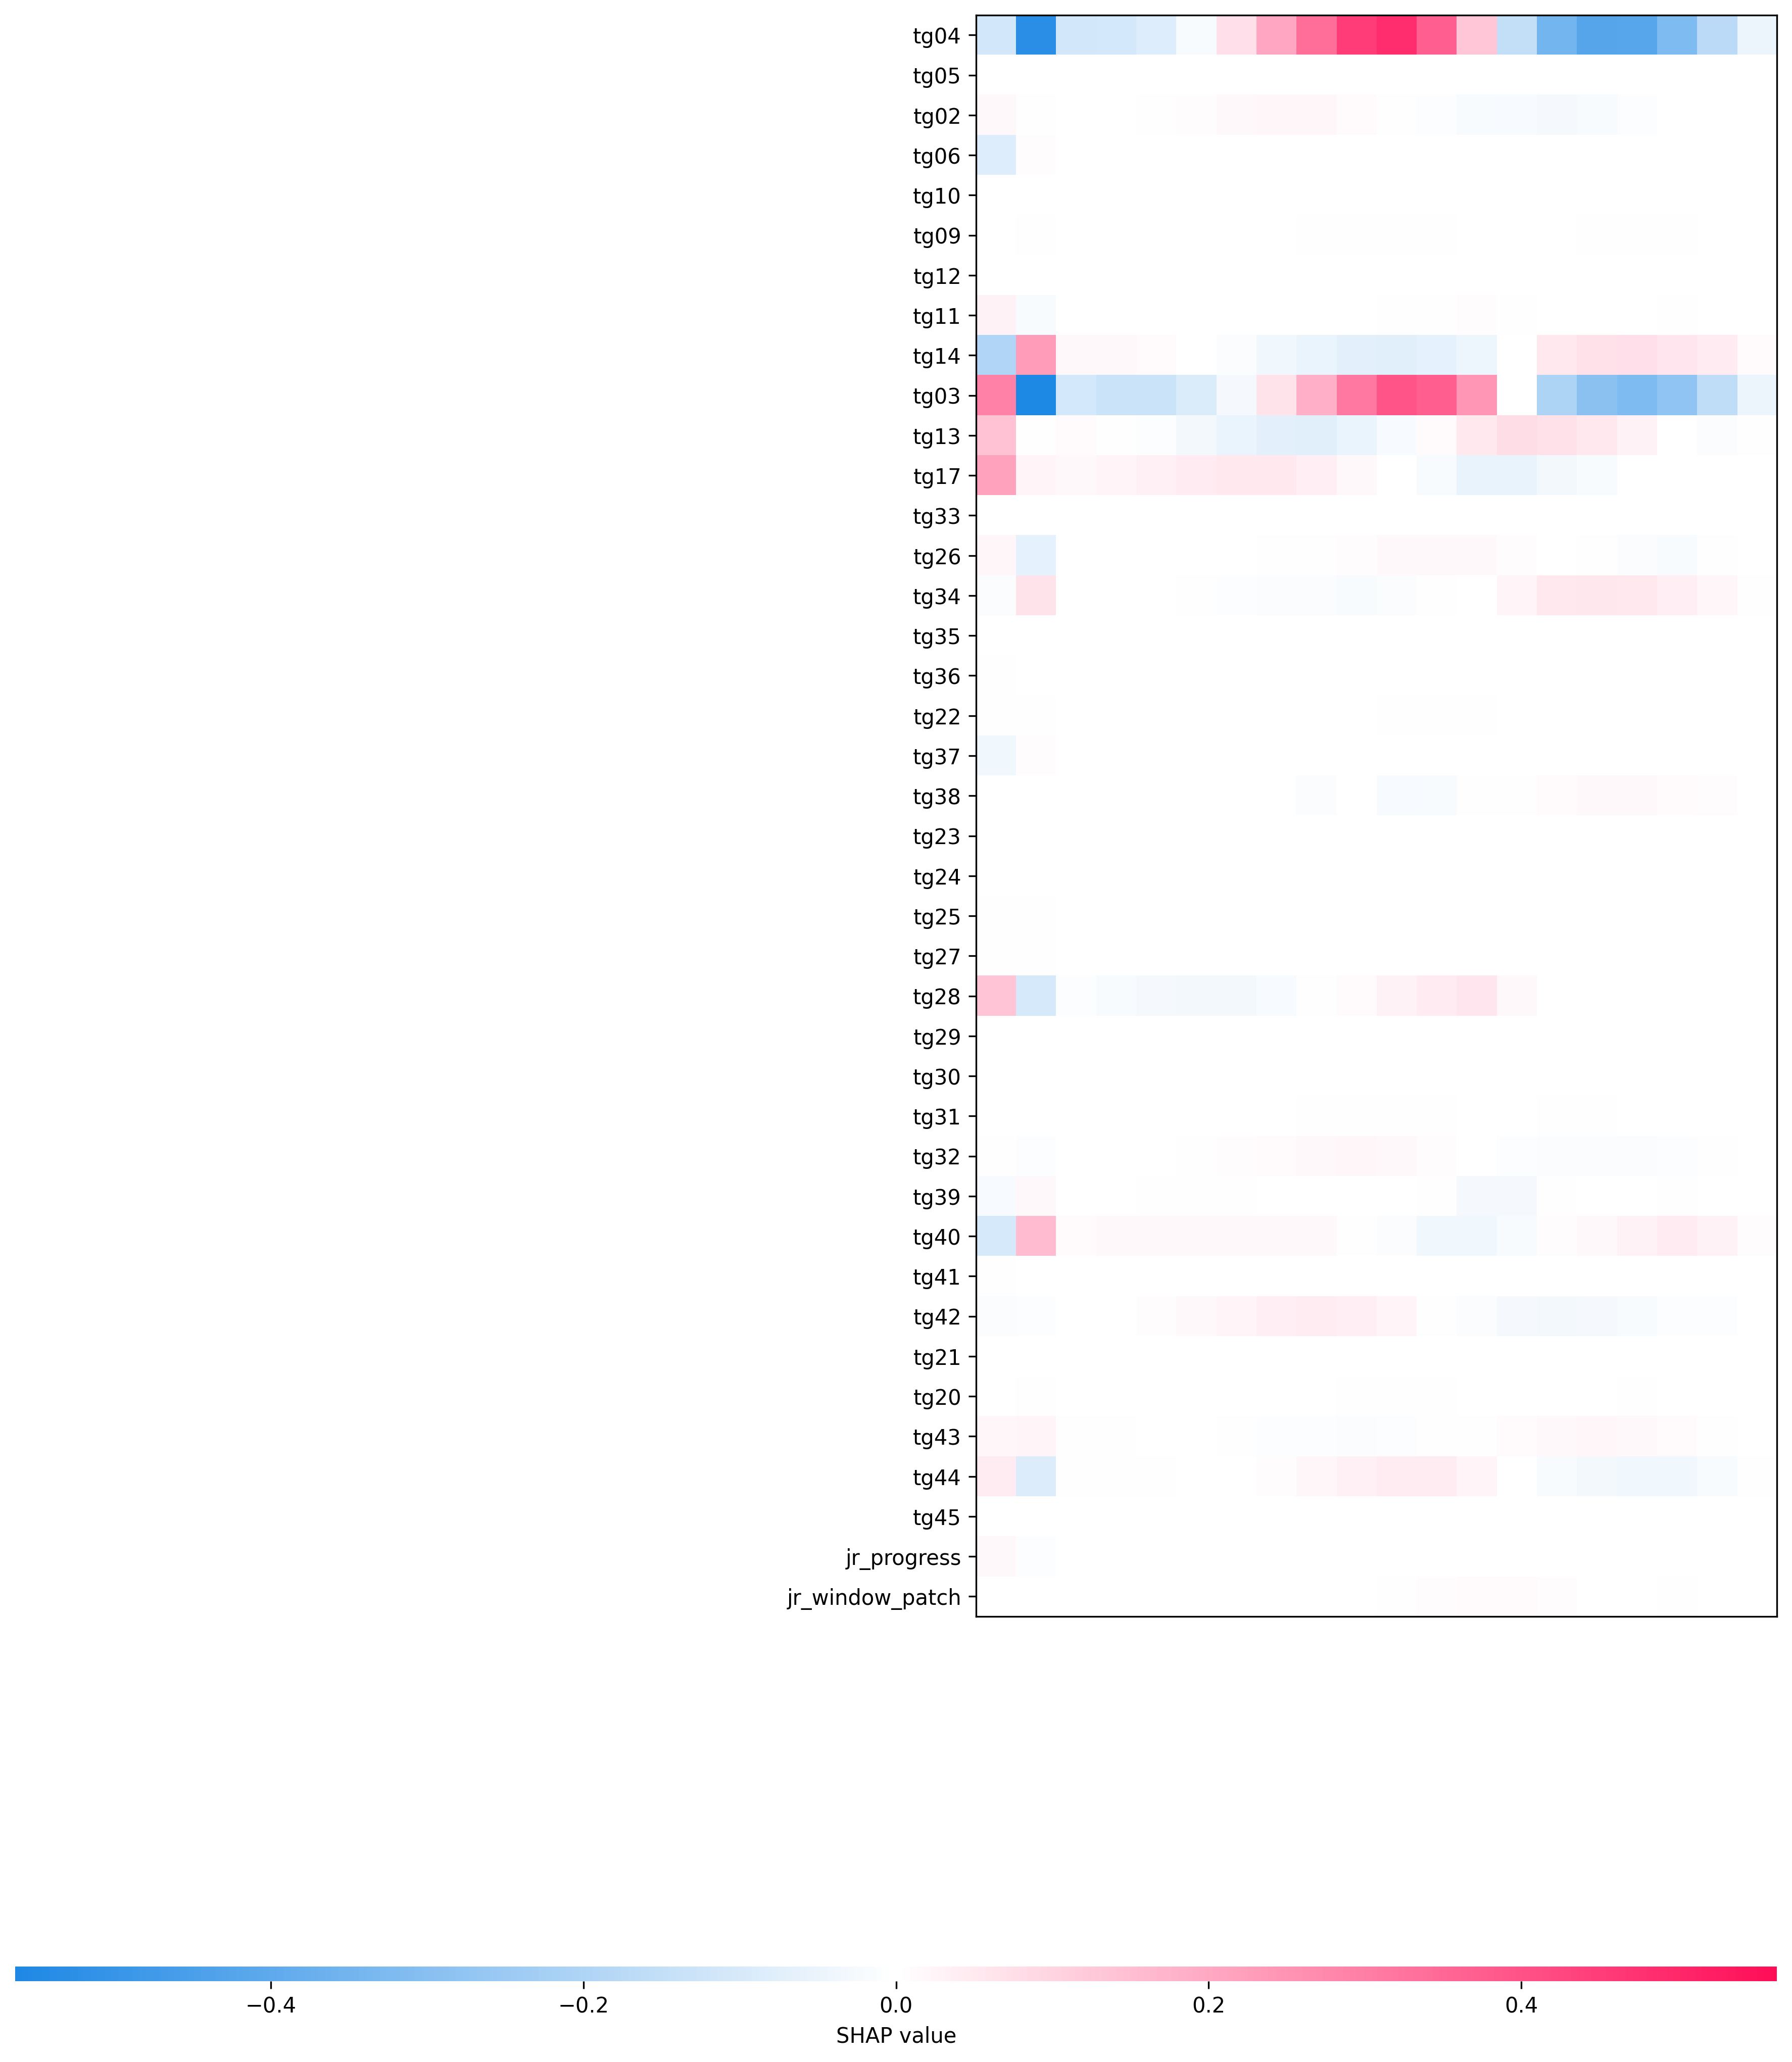 tg04
tg05
tg02
tg06
tg10
tg09
tg12
tg11
tg14
tg03
tg13
tg17
tg33
tg26
tg34
tg35
tg36
tg22
tg37
tg38
tg23
tg24
tg25
tg27
tg28
tg29
tg30
tg31
tg32
tg39
tg40
tg41
tg42
tg21
tg20
tg43
tg44
tg45
jr_progress
jr_window_patch
−0.4 −0.2 0.0 0.2 0.4
SHAP value